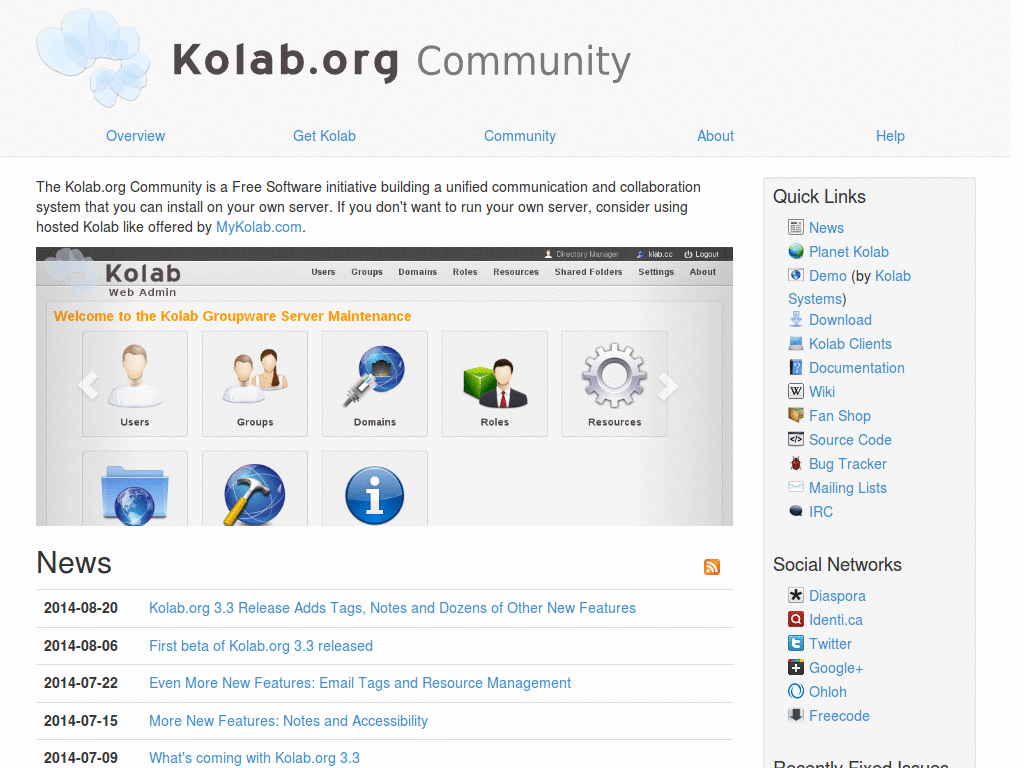 Kolab.org Community
Overview
Get Kolab
Community
About
Help
The Kolab.org Community is a Free Software initiative building a unified communication and collaboration
system that you can install on your own server. If you don't want to run your own server, consider using
hosted Kolab like offered by MyKolab.com.
Directory Manager
klab.cc
Logout
Kolab
Web Admin
Users
Groups
Domains
Roles
Resources
Shared Folders
Settings
About
Welcome to the Kolab Groupware Server Maintenance
Users
Groups
Domains
Roles
Resources
News
2014-08-20 Kolab.org 3.3 Release Adds Tags, Notes and Dozens of Other New Features
2014-08-06 First beta of Kolab.org 3.3 released
2014-07-22 Even More New Features: Email Tags and Resource Management
2014-07-15 More New Features: Notes and Accessibility
2014-07-09 What's coming with Kolab.org 3.3
Quick Links
News
Planet Kolab
Demo (by Kolab
Systems)
Download
Kolab Clients
Documentation
Wiki
Fan Shop
Source Code
Bug Tracker
Mailing Lists
IRC
Social Networks
Diaspora
Identi.ca
Twitter
Google+
Ohloh
Freecode
Recently Fixed Issues